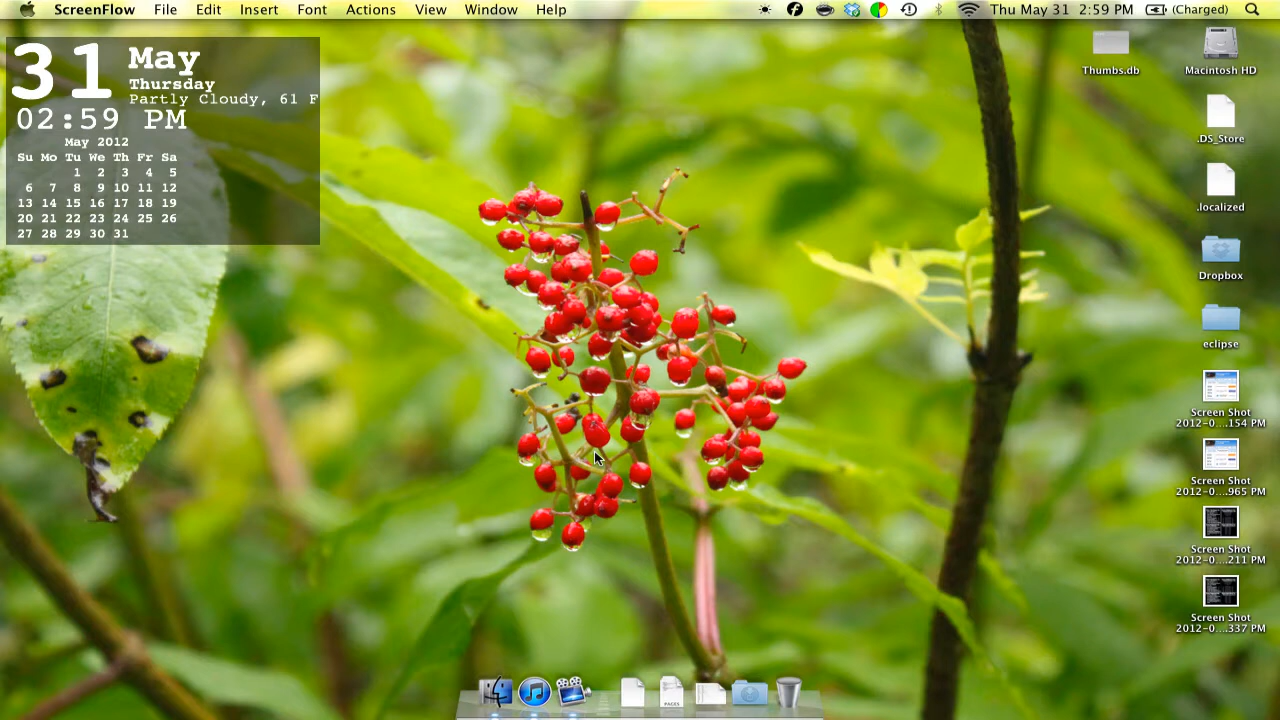 ScreenFlow File Edit Insert Font Actions View Window Help Thu May 31 2:59 PM (Charged)
31 May
Thursday
Partly Cloudy, 61 F
02:59 PM
May 2012
Su Mo Tu We Th Fr Sa
1 2 3 4 5
6 7 8 9 10 11 12
13 14 15 16 17 18 19
20 21 22 23 24 25 26
27 28 29 30 31
Thumbs.db
Macintosh HD
.DS_Store
.localized
Dropbox
eclipse
Screen Shot
2012-0....154 PM
Screen Shot
2012-0....965 PM
Screen Shot
2012-0....211 PM
Screen Shot
2012-0....337 PM
PAGES